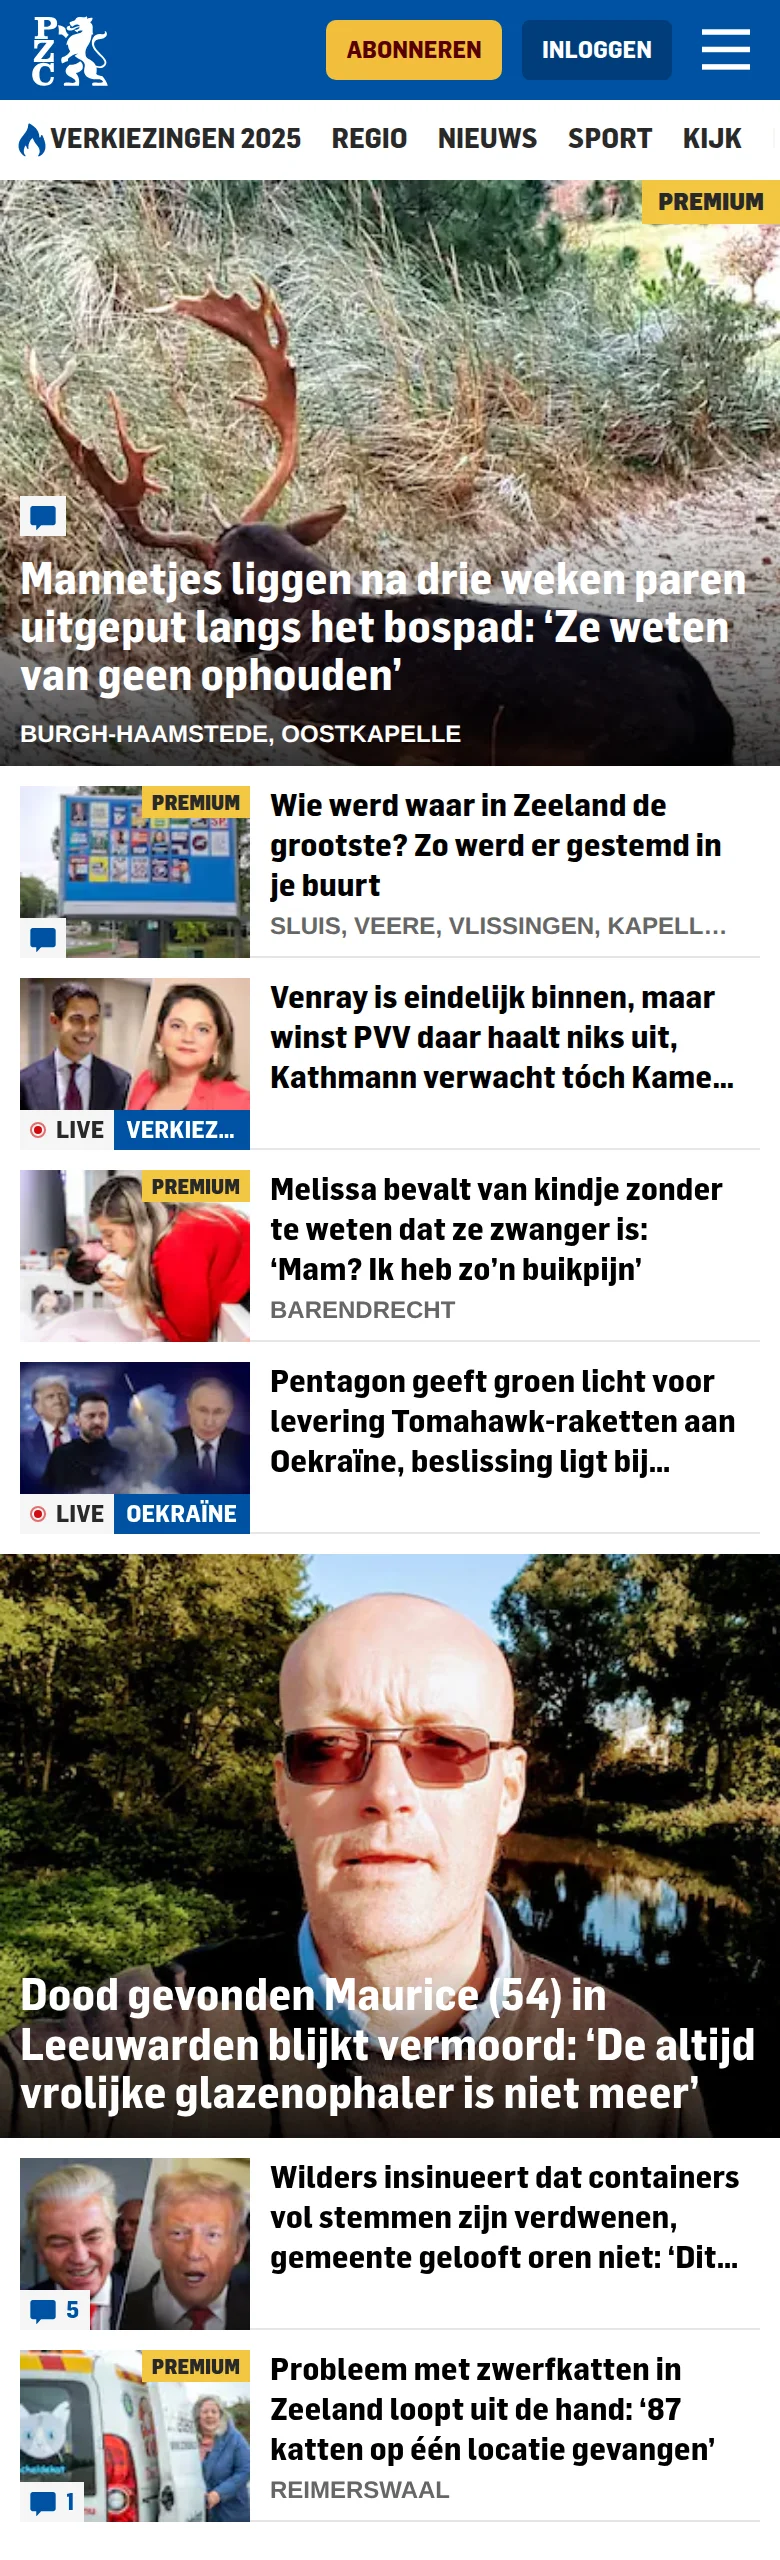 PZC
ABONNEREN
INLOGGEN
VERKIEZINGEN 2025
REGIO
NIEUWS
SPORT
KIJK
PREMIUM
Mannetjes liggen na drie weken paren
uitgeput langs het bospad: ‘Ze weten
van geen ophouden’
BURGH-HAAMSTEDE, OOSTKAPELLE
PREMIUM
Wie werd waar in Zeeland de
grootste? Zo werd er gestemd in
je buurt
SLUIS, VEERE, VLISSINGEN, KAPELL...
Venray is eindelijk binnen, maar
winst PVV daar haalt niks uit,
Kathmann verwacht tóch Kame...
LIVE
VERKIEZ...
PREMIUM
Melissa bevalt van kindje zonder
te weten dat ze zwanger is:
‘Mam? Ik heb zo’n buikpijn’
BARENDRECHT
Pentagon geeft groen licht voor
levering Tomahawk-raketten aan
Oekraïne, beslissing ligt bij...
LIVE
OEKRAÏNE
Dood gevonden Maurice (54) in
Leeuwarden blijkt vermoord: ‘De altijd
vrolijke glazenophaler is niet meer’
Wilders insinueert dat containers
vol stemmen zijn verdwenen,
gemeente gelooft oren niet: ‘Dit...
5
PREMIUM
Probleem met zwerfkatten in
Zeeland loopt uit de hand: ‘87
katten op één locatie gevangen’
REIMERSWAAL
1